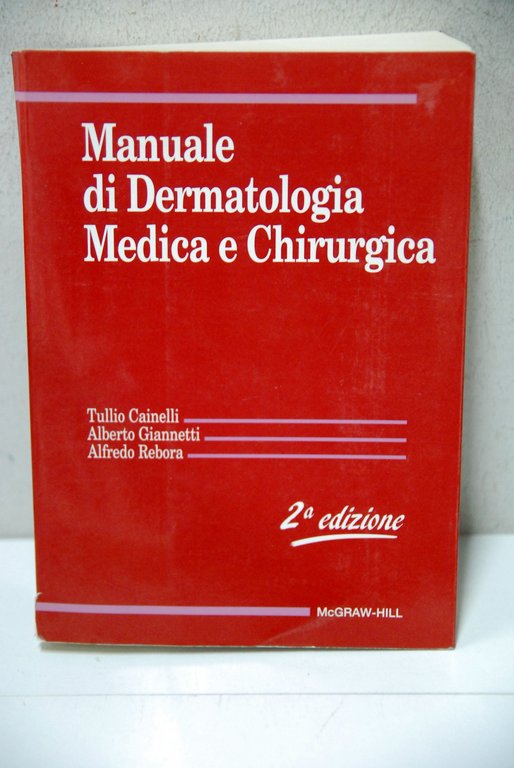 Manuale
di Dermatologia
Medica e Chirurgica
Tullio Cainelli
Alberto Giannetti
Alfredo Rebora
2ª edizione
McGRAW-HILL